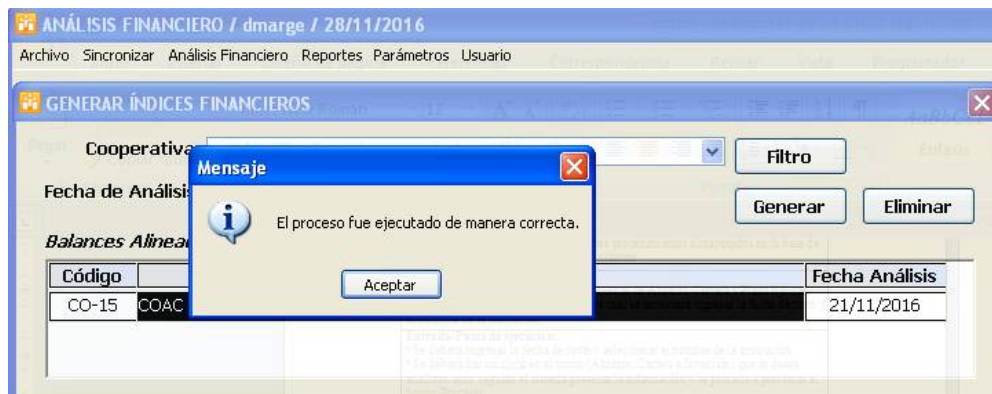 ANÁLISIS FINANCIERO / dmarge / 28/11/2016
Archivo Sincronizar Análisis Financiero Reportes Parámetros Usuario
GENERAR ÍNDICES FINANCIEROS
Cooperativa
Filtro
Mensaje
Fecha de Análisis
El proceso fue ejecutado de manera correcta.
Generar Eliminar
Balances Alinea
Aceptar
Código Fecha Análisis
CO-15 COAC 21/11/2016